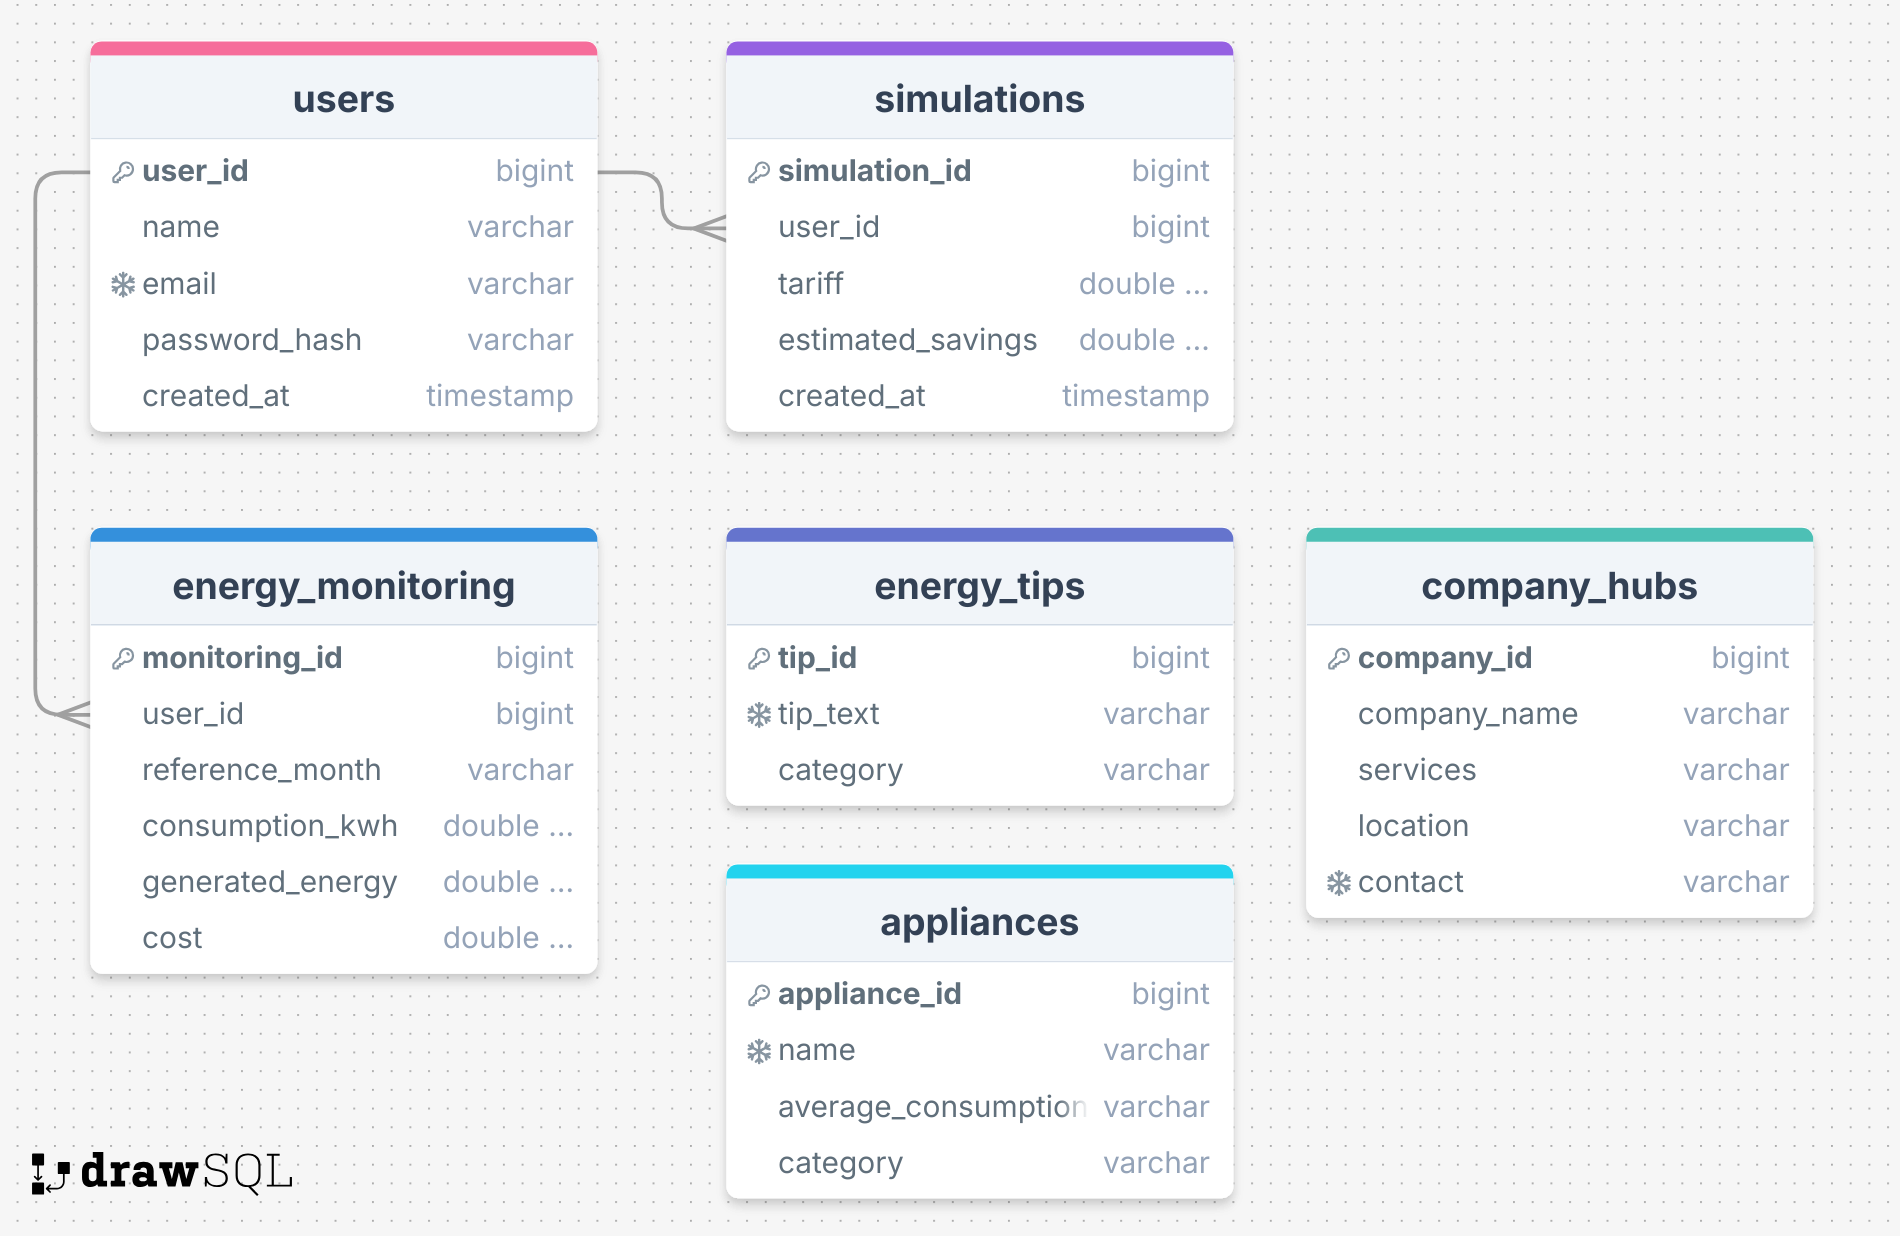 users
user_id bigint
name varchar
email varchar
password_hash varchar
created_at timestamp
simulations
simulation_id bigint
user_id bigint
tariff double ...
estimated_savings double ...
created_at timestamp
energy_monitoring
monitoring_id bigint
user_id bigint
reference_month varchar
consumption_kwh double ...
generated_energy double ...
cost double ...
energy_tips
tip_id bigint
tip_text varchar
category varchar
company_hubs
company_id bigint
company_name varchar
services varchar
location varchar
contact varchar
appliances
appliance_id bigint
name varchar
average_consumption varchar
category varchar
drawSQL